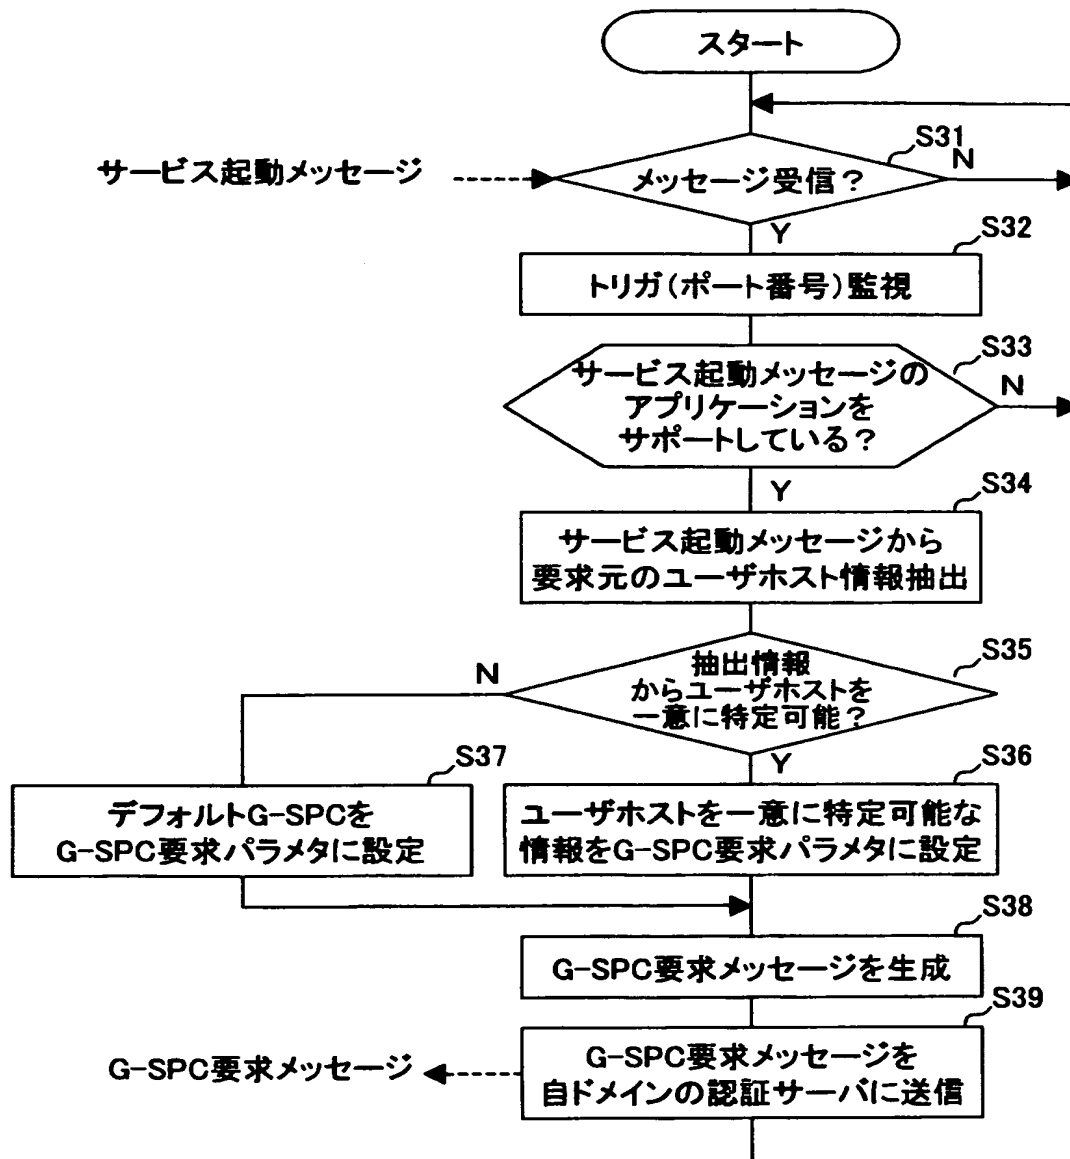 スタート
S31
サービス起動メッセージ
メッセージ受信?
N
Y
S32
トリガ(ポート番号)監視
S33
サービス起動メッセージの
アプリケーションを
サポートしている?
N
Y
S34
サービス起動メッセージから
要求元のユーザホスト情報抽出
S35
抽出情報
からユーザホストを
一意に特定可能?
N
Y
S37
デフォルトG-SPCを
G-SPC要求パラメタに設定
S36
ユーザホストを一意に特定可能な
情報をG-SPC要求パラメタに設定
S38
G-SPC要求メッセージを生成
S39
G-SPC要求メッセージを
自ドメインの認証サーバに送信
G-SPC要求メッセージ